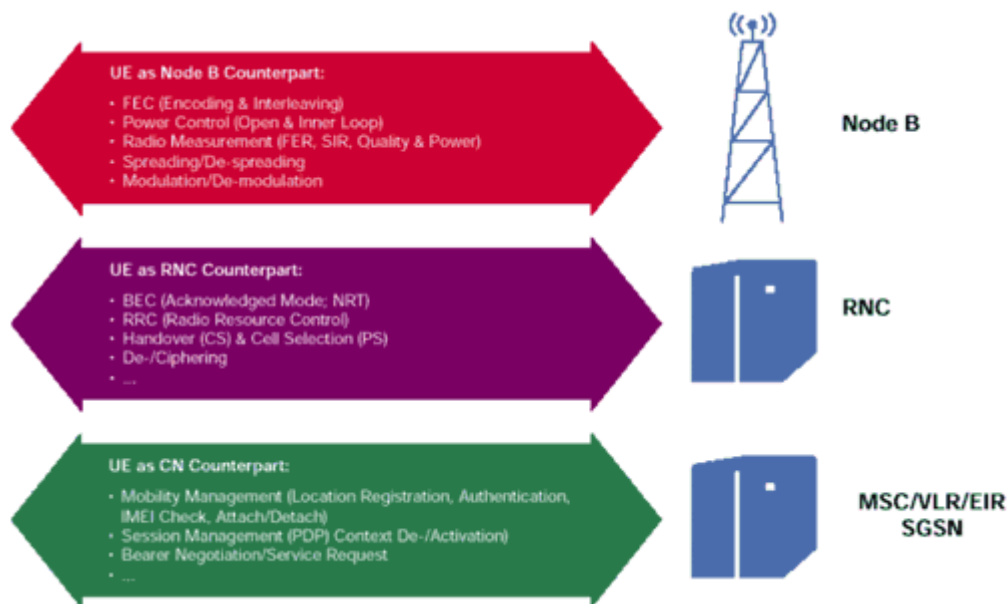 UE as Node B Counterpart:
• FEC (Encoding & Interleaving)
• Power Control (Open & Inner Loop)
• Radio Measurement (FER, SIR, Quality & Power)
• Spreading/De-spreading
• Modulation/De-modulation
Node B
UE as RNC Counterpart:
• BEC (Acknowledged Mode; NRT)
• RRC (Radio Resource Control)
• Handover (CS) & Cell Selection (PS)
• De-/Ciphering
• ...
RNC
UE as CN Counterpart:
• Mobility Management (Location Registration, Authentication,
IMEI Check, Attach/Detach)
• Session Management (PDP) Context De-/Activation)
• Bearer Negotiation/Service Request
• ...
MSC/VLR/EIR
SGSN